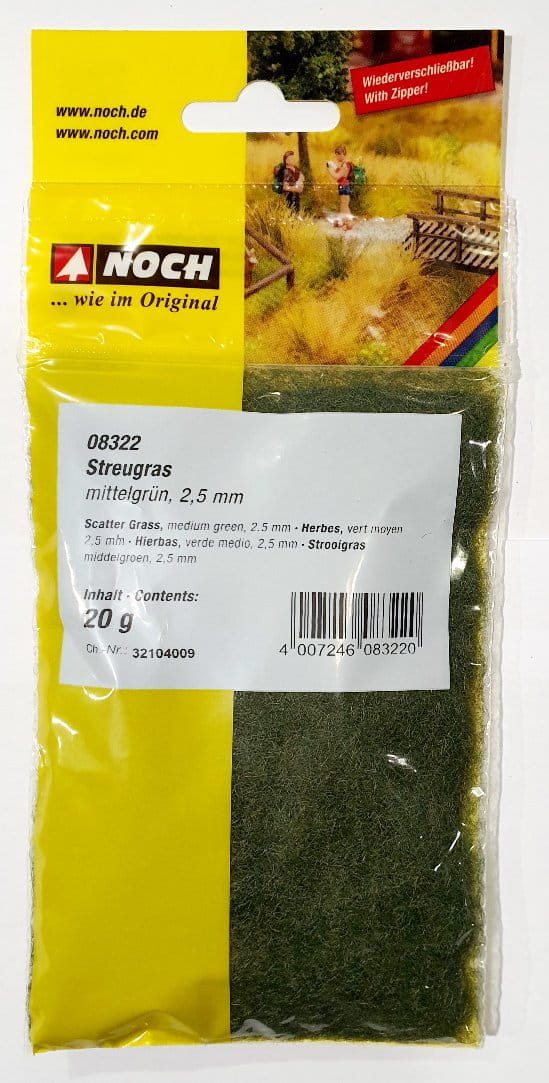 www.noch.de
www.noch.com
Wiederverschließbar!
With Zipper!
NOCH
... wie im Original
08322
Streugras
mittelgrün, 2,5 mm
Scatter Grass, medium green, 2.5 mm · Herbes, vert moyen
2,5 mm · Hierbas, verde medio, 2,5 mm · Strooigras
middelgroen, 2,5 mm
Inhalt · Contents:
20 g
Ch.-Nr.: 32104009
4 007246 083220